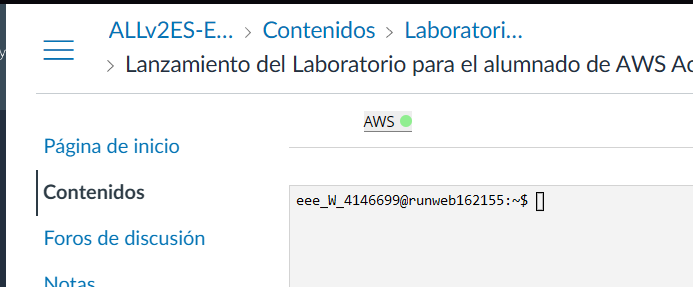 ALLv2ES-E... > Contenidos > Laboratori...
> Lanzamiento del Laboratorio para el alumnado de AWS Ac
AWS
Página de inicio
Contenidos
eee_W_4146699@runweb162155:~$
Foros de discusión
Notas